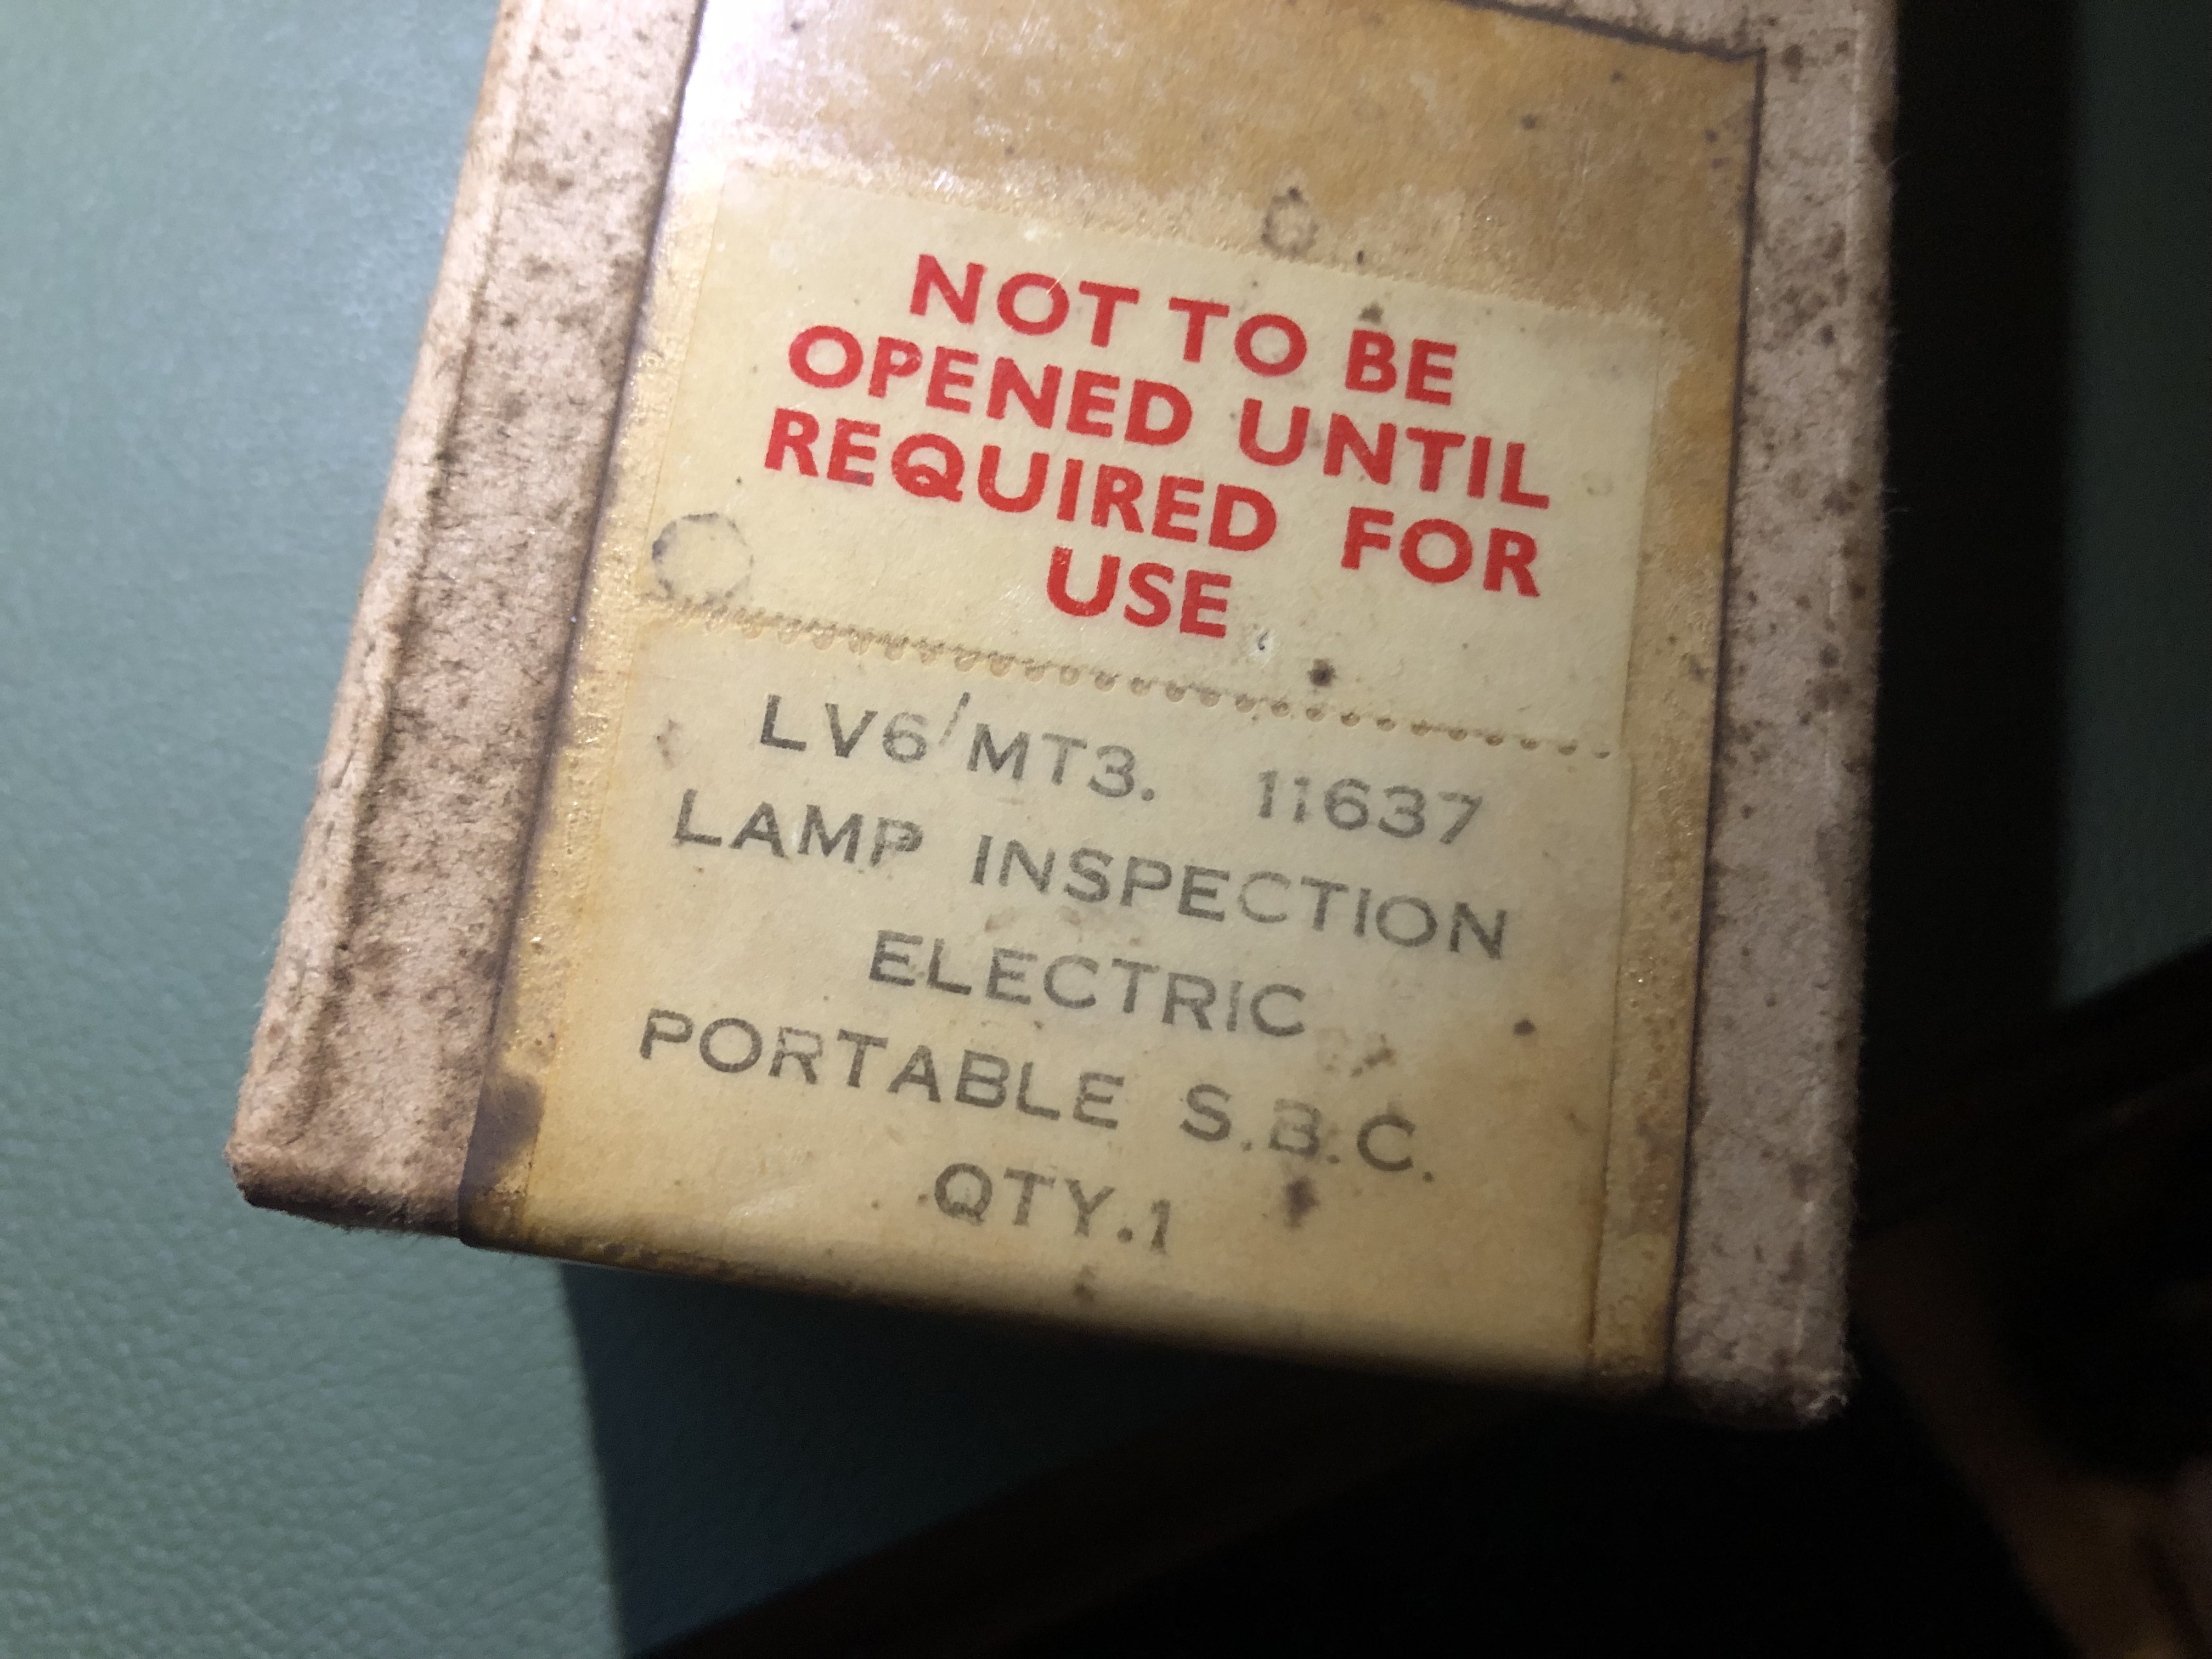 NOT TO BE
OPENED UNTIL
REQUIRED FOR
USE
LV6/MT3. 11637
LAMP INSPECTION
ELECTRIC
PORTABLE S.B.C.
QTY.1